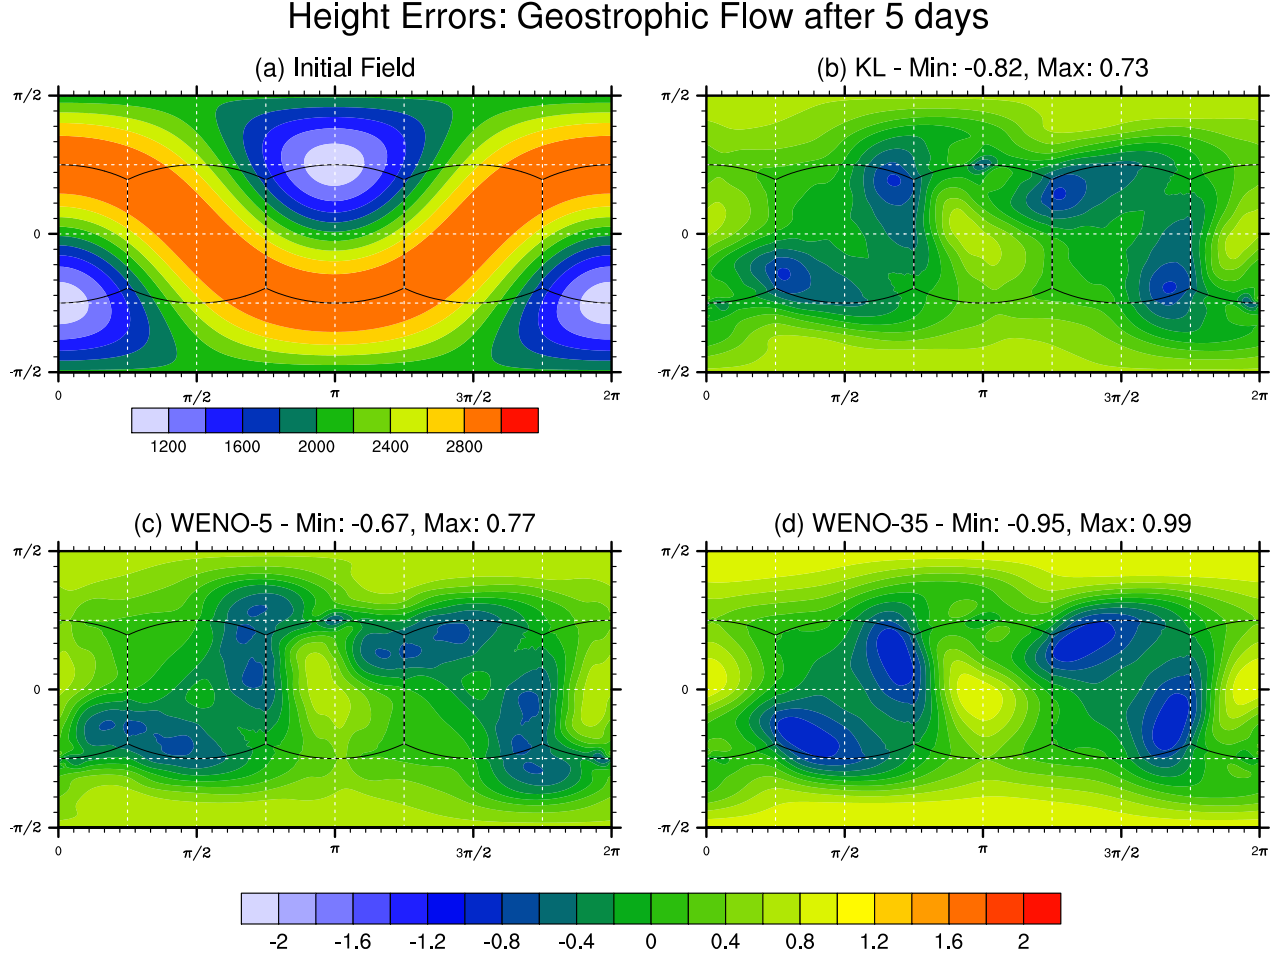 Height Errors: Geostrophic Flow after 5 days
(a) Initial Field
π/2
0
-π/2
0
π/2
π
3π/2
2π
1200
1600
2000
2400
2800
(b) KL - Min: -0.82, Max: 0.73
π/2
0
-π/2
0
π/2
π
3π/2
2π
(c) WENO-5 - Min: -0.67, Max: 0.77
π/2
0
-π/2
0
π/2
π
3π/2
2π
(d) WENO-35 - Min: -0.95, Max: 0.99
π/2
0
-π/2
0
π/2
π
3π/2
2π
-2
-1.6
-1.2
-0.8
-0.4
0
0.4
0.8
1.2
1.6
2